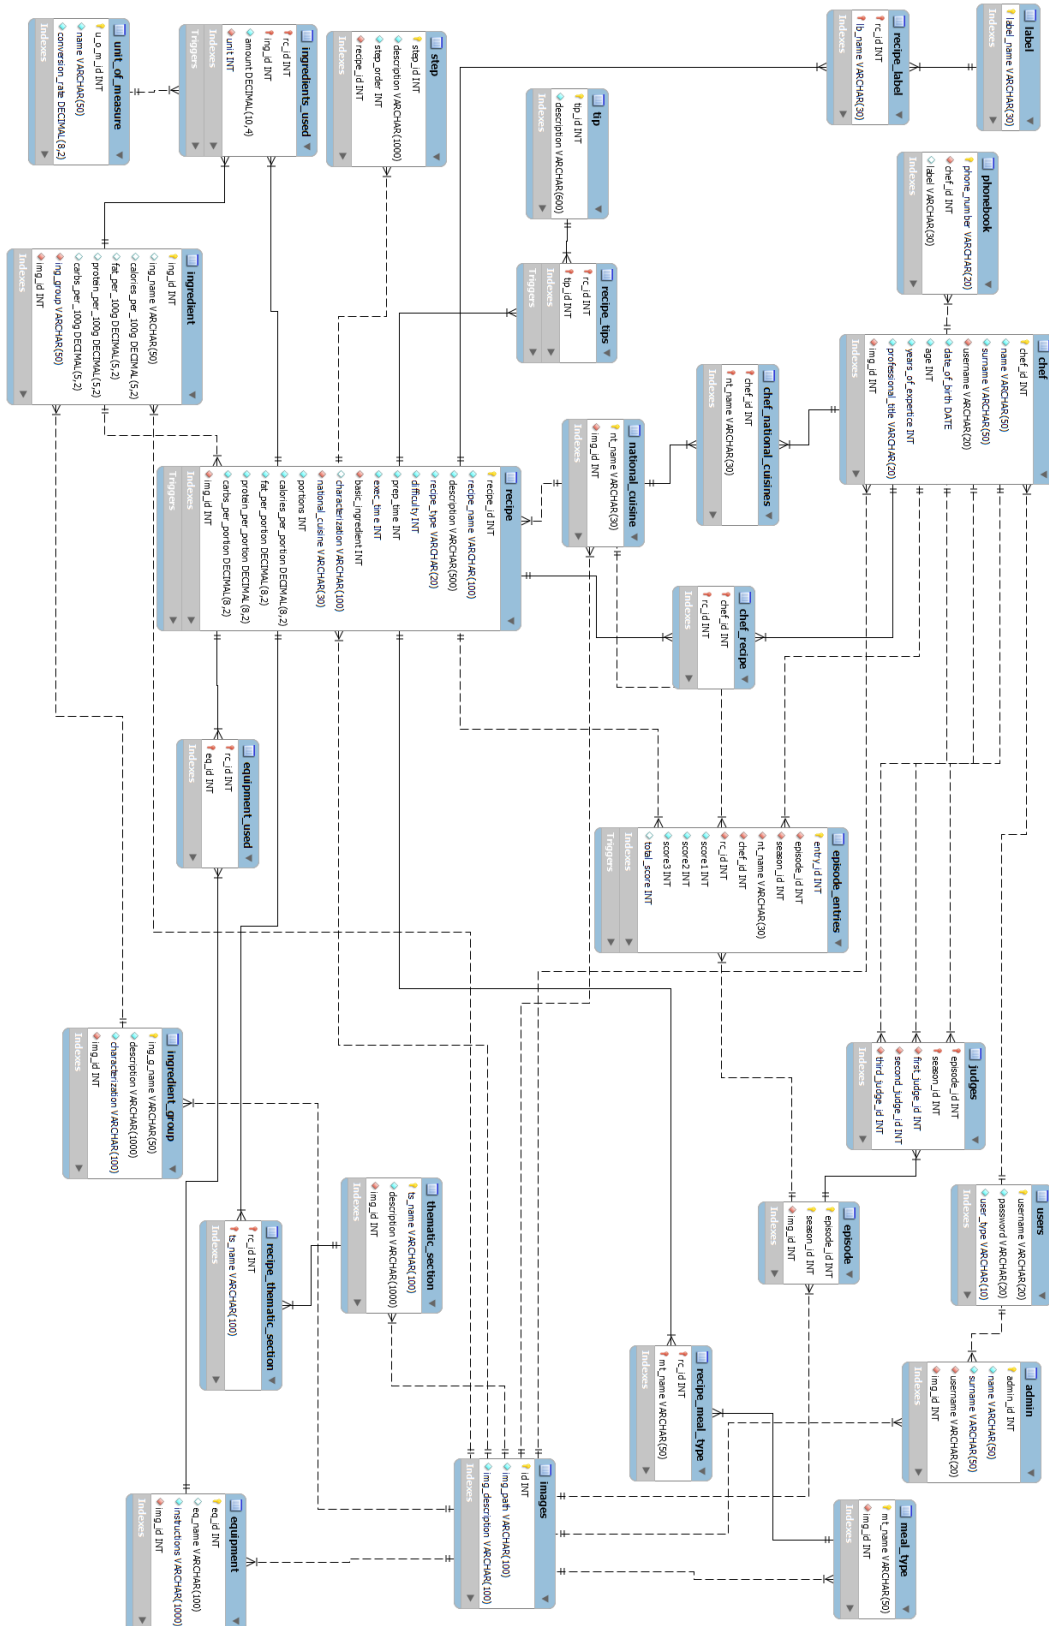 label
label_name VARCHAR(30)
Indexes
recipe_label
rc_id INT
lb_name VARCHAR(30)
Indexes
phonebook
phone_number VARCHAR(20)
chef_id INT
label VARCHAR(30)
Indexes
chef
chef_id INT
name VARCHAR(50)
surname VARCHAR(50)
username VARCHAR(20)
date_of_birth DATE
age INT
years_of_expertice INT
professional_title VARCHAR(20)
img_id INT
Indexes
step
step_id INT
description VARCHAR(1000)
step_order INT
recipe_id INT
Indexes
tip
tip_id INT
description VARCHAR(600)
Indexes
recipe_tips
rc_id INT
tip_id INT
Indexes
Triggers
ingredients_used
rc_id INT
ing_id INT
amount DECIMAL(10,4)
unit INT
Indexes
Triggers
unit_of_measure
u_o_m_id INT
name VARCHAR(50)
conversion_rate DECIMAL(8,2)
Indexes
ingredient
ing_id INT
ing_name VARCHAR(50)
calories_per_100g DECIMAL(5,2)
fat_per_100g DECIMAL(5,2)
protein_per_100g DECIMAL(5,2)
carbs_per_100g DECIMAL(5,2)
ing_group VARCHAR(50)
img_id INT
Indexes
chef_national_cuisines
chef_id INT
nt_name VARCHAR(30)
Indexes
national_cuisine
nt_name VARCHAR(30)
img_id INT
Indexes
recipe
recipe_id INT
recipe_name VARCHAR(100)
description VARCHAR(500)
recipe_type VARCHAR(20)
difficulty INT
prep_time INT
exec_time INT
basic_ingredient INT
characterization VARCHAR(100)
national_cuisine VARCHAR(30)
portions INT
calories_per_portion DECIMAL(8,2)
fat_per_portion DECIMAL(8,2)
protein_per_portion DECIMAL(8,2)
carbs_per_portion DECIMAL(8,2)
img_id INT
Indexes
Triggers
chef_recipe
chef_id INT
rc_id INT
Indexes
equipment_used
rc_id INT
eq_id INT
Indexes
episode_entries
entry_id INT
episode_id INT
season_id INT
nt_name VARCHAR(30)
chef_id INT
rc_id INT
score1 INT
score2 INT
score3 INT
total_score INT
Indexes
Triggers
judges
episode_id INT
season_id INT
first_judge_id INT
second_judge_id INT
third_judge_id INT
Indexes
users
username VARCHAR(20)
password VARCHAR(20)
user_type VARCHAR(10)
Indexes
episode
episode_id INT
season_id INT
img_id INT
Indexes
ingredient_group
ing_g_name VARCHAR(50)
description VARCHAR(1000)
characterization VARCHAR(100)
img_id INT
Indexes
thematic_section
ts_name VARCHAR(100)
description VARCHAR(1000)
img_id INT
Indexes
recipe_thematic_section
rc_id INT
ts_name VARCHAR(100)
Indexes
admin
admin_id INT
name VARCHAR(50)
surname VARCHAR(50)
username VARCHAR(20)
img_id INT
Indexes
recipe_meal_type
rc_id INT
mt_name VARCHAR(50)
Indexes
meal_type
mt_name VARCHAR(50)
img_id INT
Indexes
images
id INT
img_path VARCHAR(100)
img_description VARCHAR(100)
Indexes
equipment
eq_id INT
eq_name VARCHAR(100)
instructions VARCHAR(1000)
img_id INT
Indexes